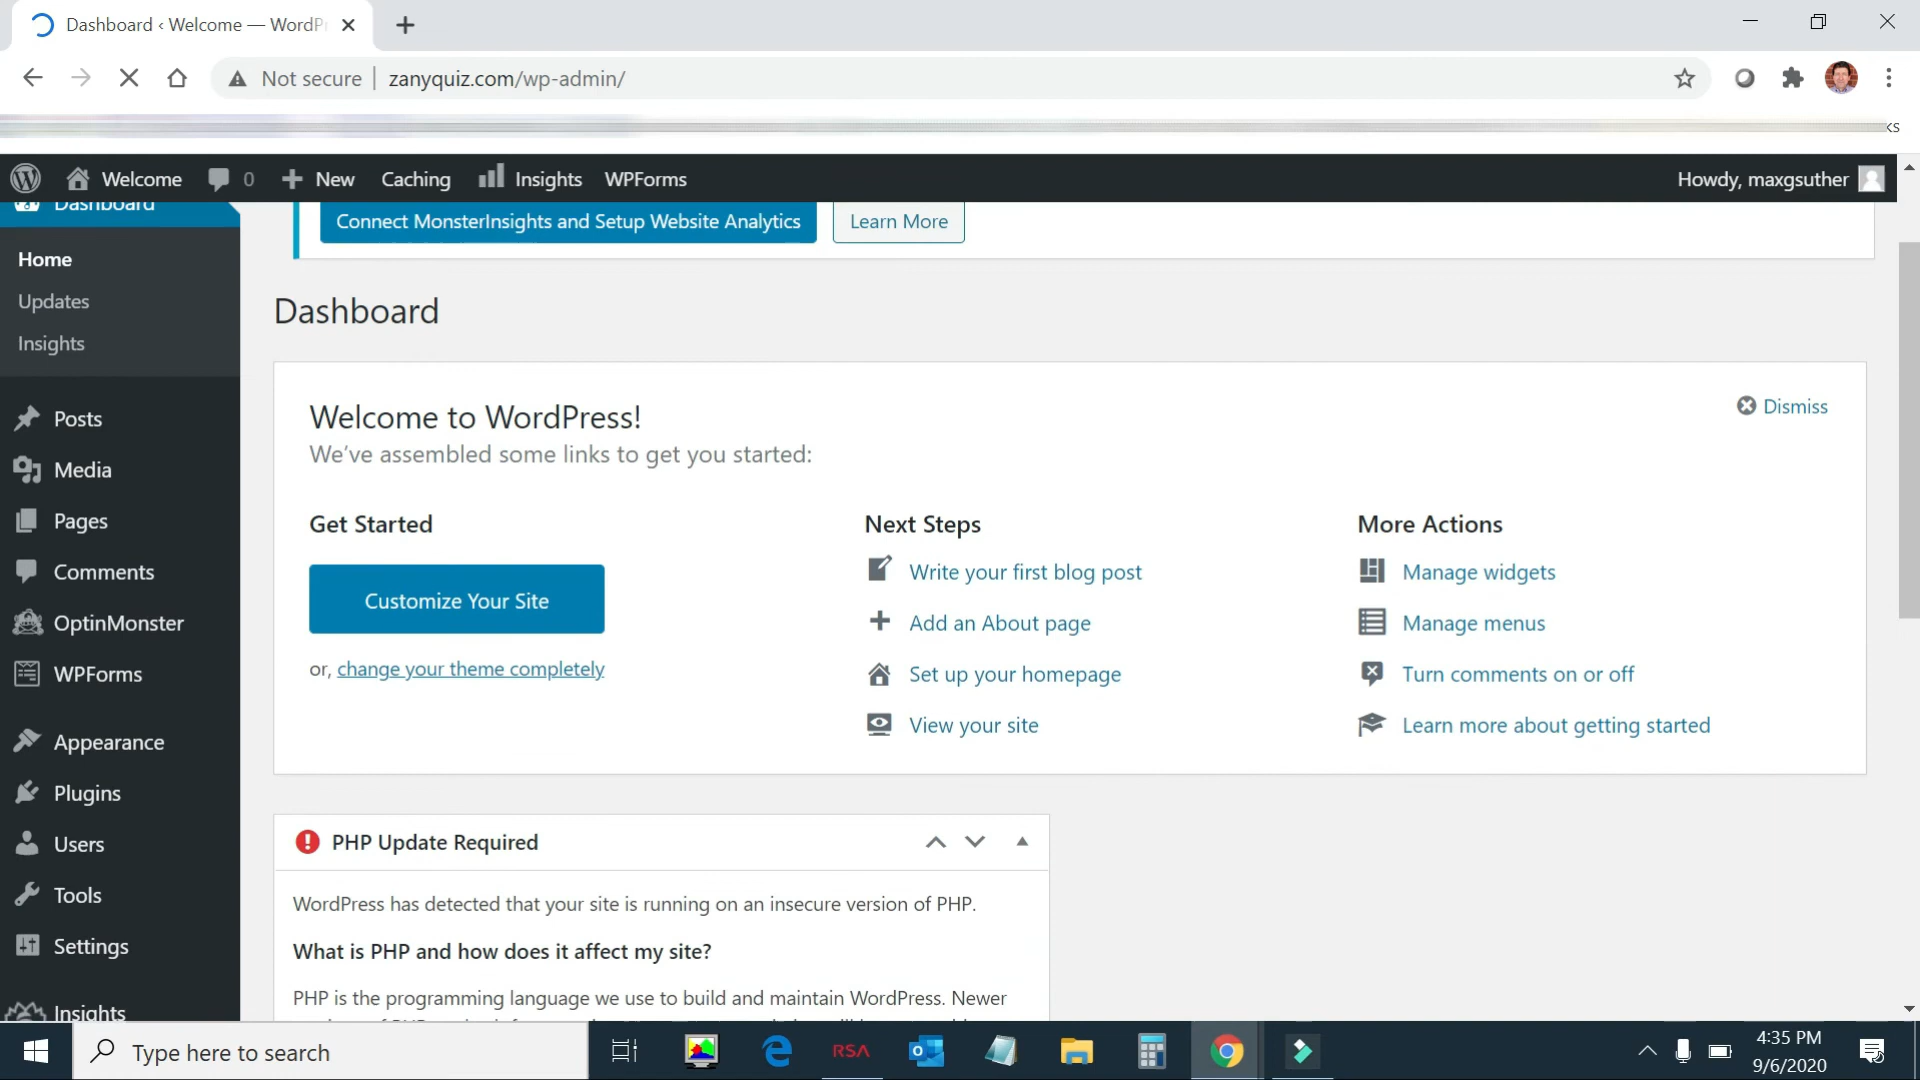 Dashboard ‹ Welcome — WordPr
Not secure | zanyquiz.com/wp-admin/
Welcome 0 New Caching Insights WPForms Howdy, maxgsuther
Dashboard
Connect MonsterInsights and Setup Website Analytics Learn More
Home
Updates
Insights
Posts
Media
Pages
Comments
OptinMonster
WPForms
Appearance
Plugins
Users
Tools
Settings
Insights
Dashboard
Welcome to WordPress!
Dismiss
We’ve assembled some links to get you started:
Get Started
Customize Your Site
or, change your theme completely
Next Steps
Write your first blog post
Add an About page
Set up your homepage
View your site
More Actions
Manage widgets
Manage menus
Turn comments on or off
Learn more about getting started
PHP Update Required
WordPress has detected that your site is running on an insecure version of PHP.
What is PHP and how does it affect my site?
PHP is the programming language we use to build and maintain WordPress. Newer
Type here to search
RSA
4:35 PM
9/6/2020